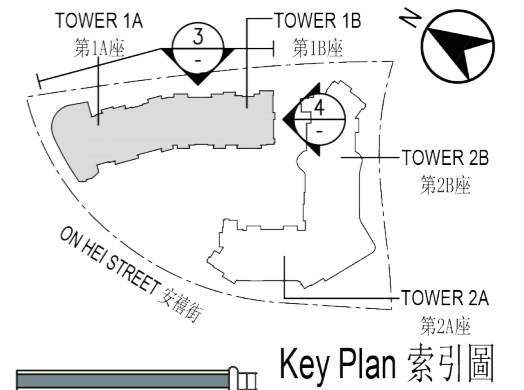 TOWER 1A
第1A座
3
-
TOWER 1B
第1B座
N
4
-
TOWER 2B
第2B座
ON HEI STREET 安禧街
TOWER 2A
第2A座
Key Plan 索引圖